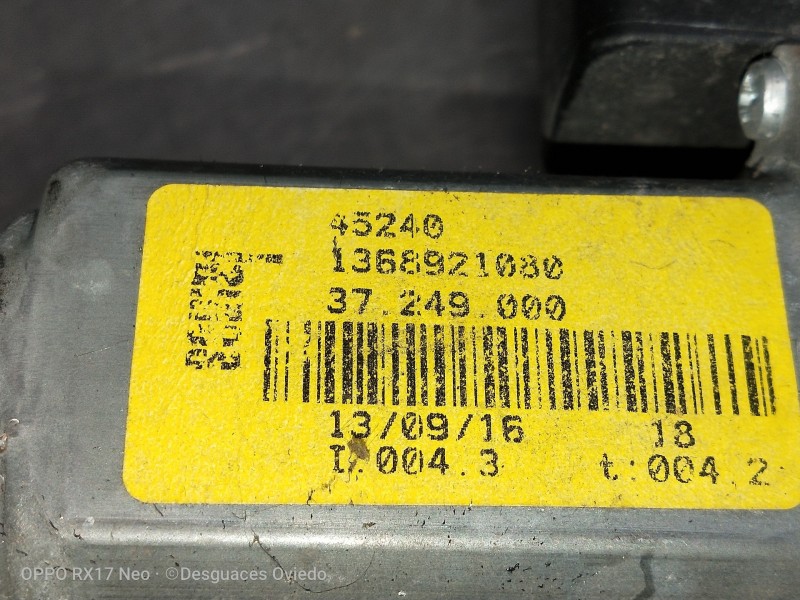 45240
1368921080
37.249.000
13/09/16 18
I:004.3 t:004.2
OPPO RX17 Neo · ©Desguaces Oviedo